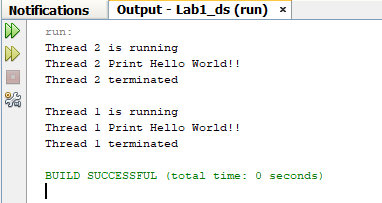 Notifications Output - Lab1_ds (run) ×
run:
Thread 2 is running
Thread 2 Print Hello World!!
Thread 2 terminated
Thread 1 is running
Thread 1 Print Hello World!!
Thread 1 terminated
BUILD SUCCESSFUL (total time: 0 seconds)